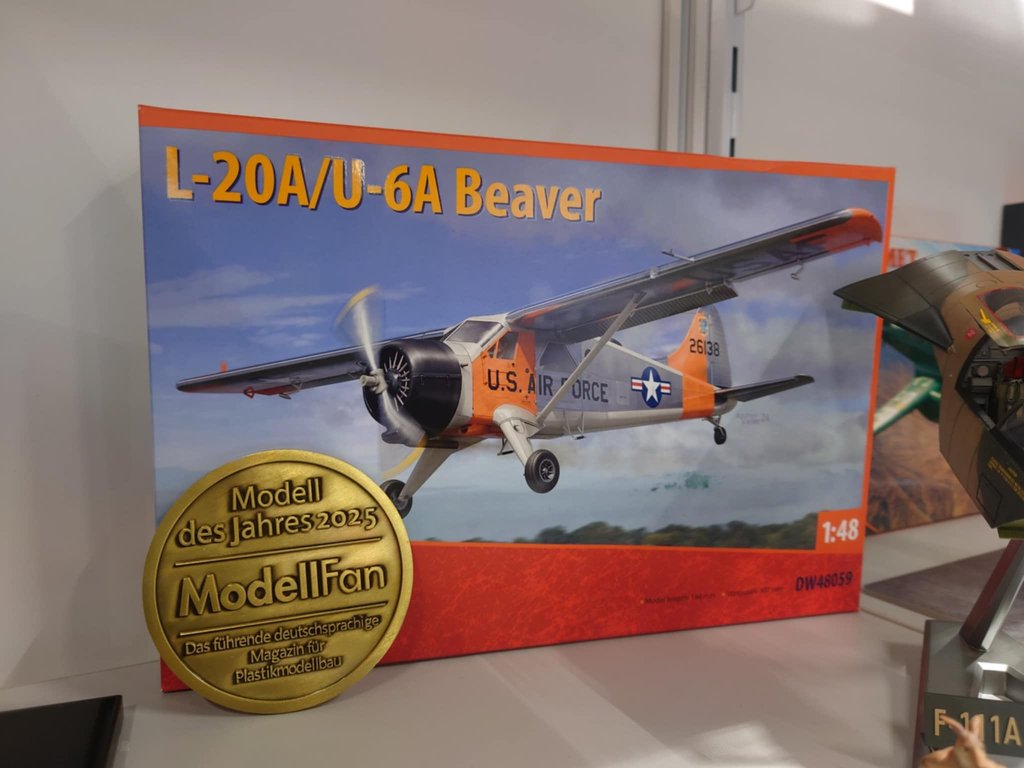 L-20A/U-6A Beaver
26138
U.S. AIR FORCE
1:48
DW48059
Modell
des Jahres 2025
ModellFan
Das führende deutschsprachige
Magazin für
Plastikmodellbau
F-111A